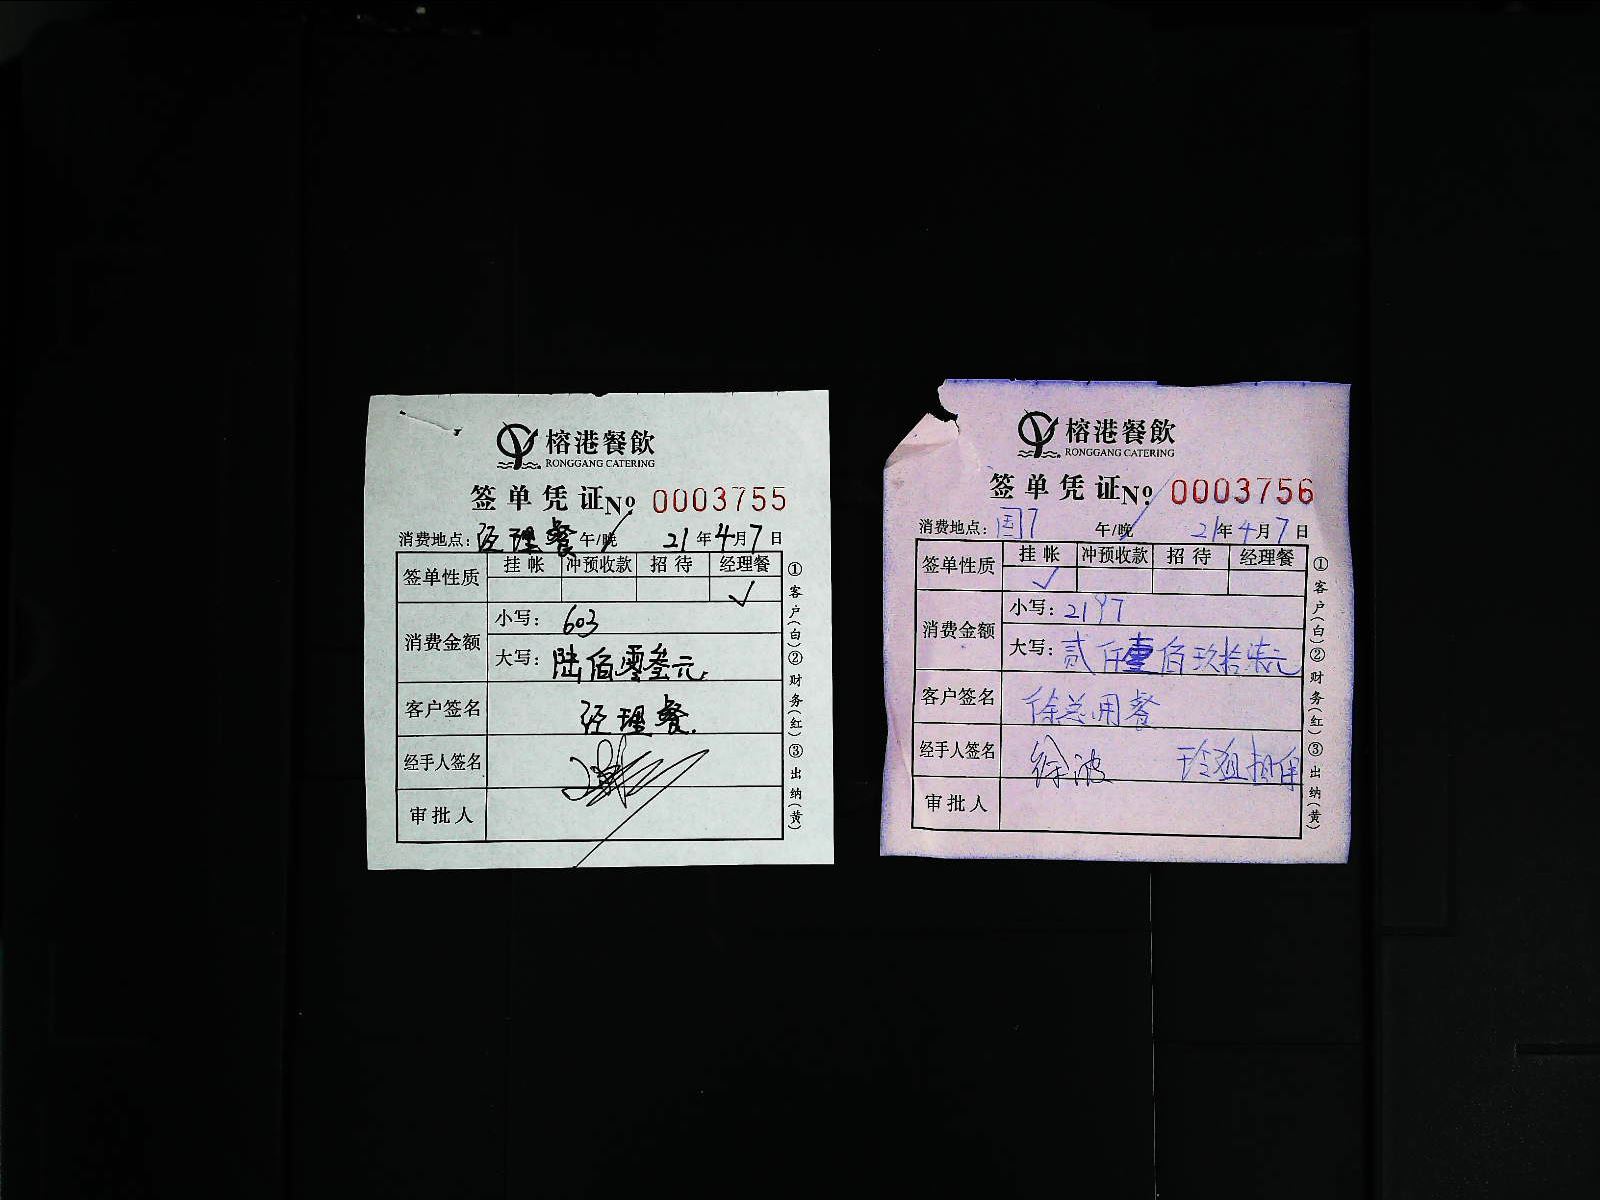 榕港餐飲
RONGGANG CATERING
签单凭证 No 0003755
消费地点：经理餐 午/晚 21年4月7日
签单性质 挂帐 冲预收款 招待 经理餐
✓
消费金额 小写：603
大写：陆佰零叁元
客户签名 经理餐
经手人签名
审批人
①客户(白)②财务(红)③出纳(黄)
榕港餐飲
RONGGANG CATERING
签单凭证 No 0003756
消费地点：国7 午/晚 21年4月7日
签单性质 挂帐 冲预收款 招待 经理餐
✓
消费金额 小写：2197
大写：贰仟壹佰玖拾柒元
客户签名 徐总用餐
经手人签名 徐波
审批人
①客户(白)②财务(红)③出纳(黄)